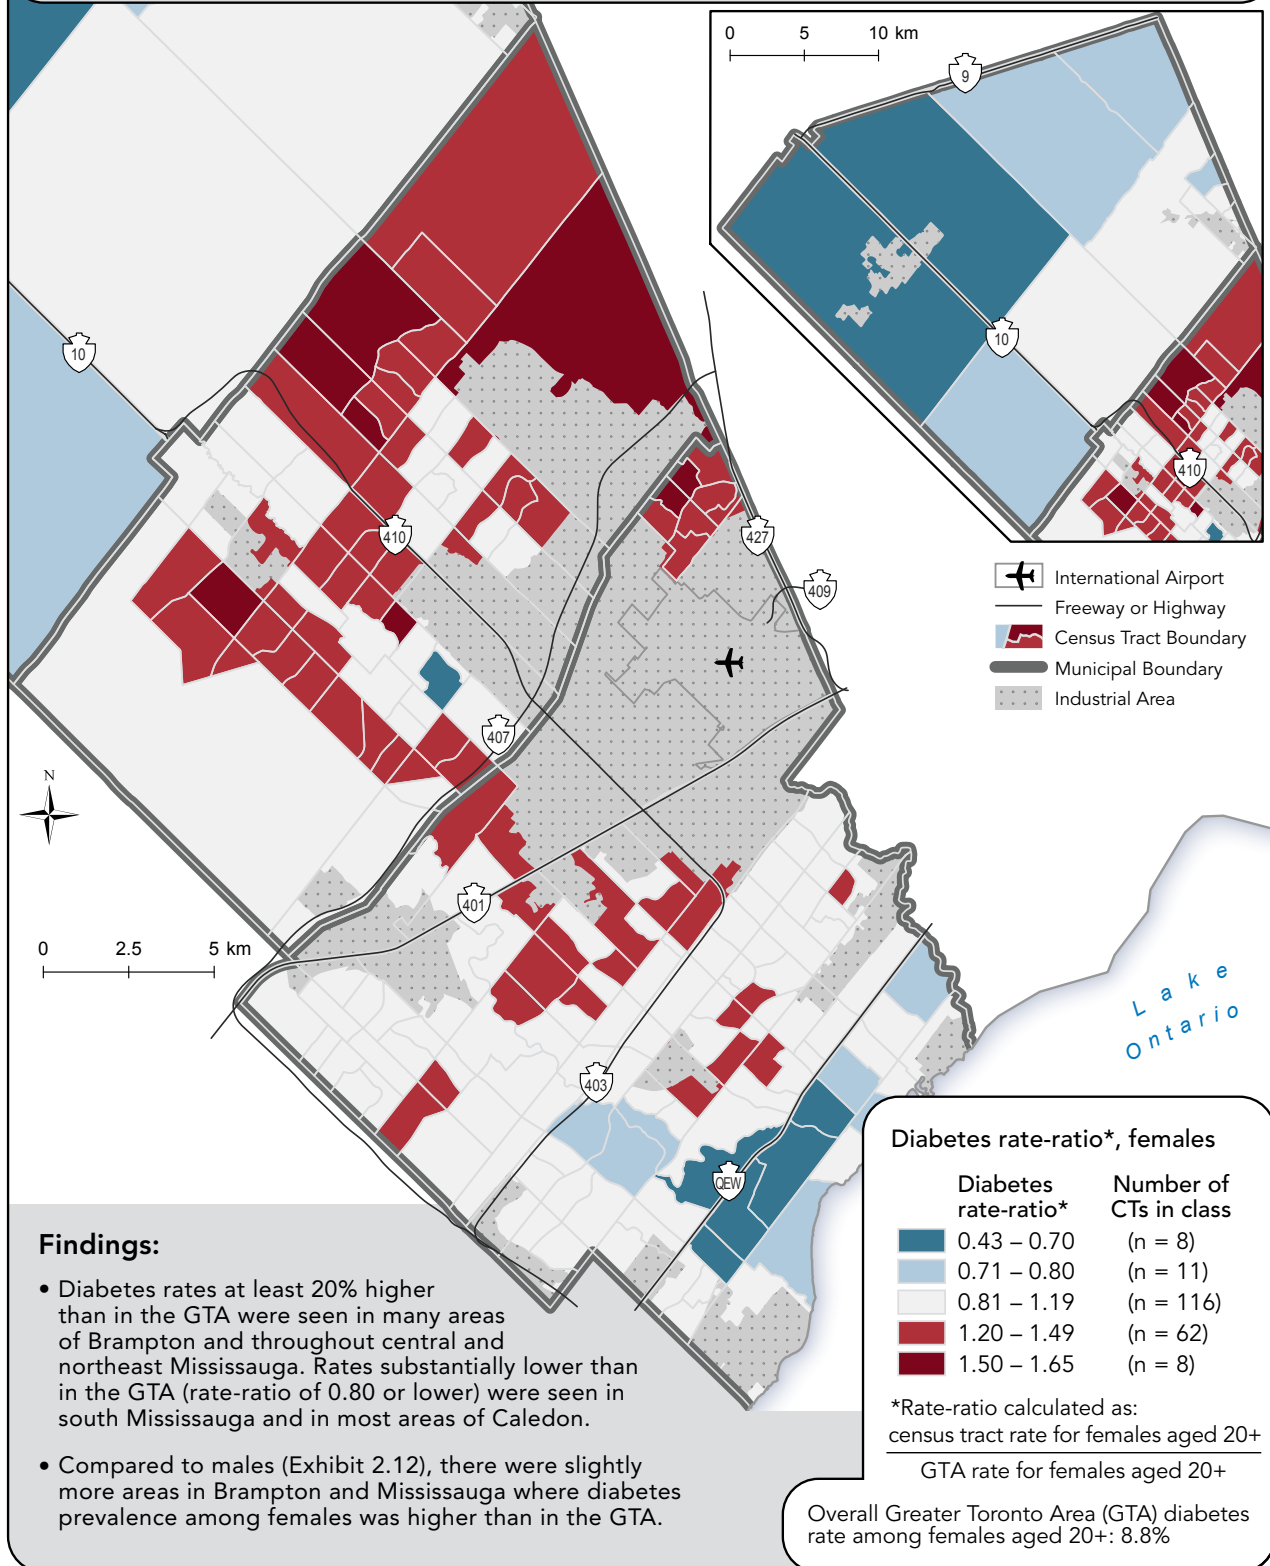 0 5 10 km
9
10
410
10
410
427
409
407
401
403
QEW
International Airport
Freeway or Highway
Census Tract Boundary
Municipal Boundary
Industrial Area
N
0 2.5 5 km
Lake
Ontario
Findings:
• Diabetes rates at least 20% higher
than in the GTA were seen in many areas
of Brampton and throughout central and
northeast Mississauga. Rates substantially lower than
in the GTA (rate-ratio of 0.80 or lower) were seen in
south Mississauga and in most areas of Caledon.
• Compared to males (Exhibit 2.12), there were slightly
more areas in Brampton and Mississauga where diabetes
prevalence among females was higher than in the GTA.
Diabetes rate-ratio*, females
Diabetes Number of
rate-ratio* CTs in class
0.43 – 0.70 (n = 8)
0.71 – 0.80 (n = 11)
0.81 – 1.19 (n = 116)
1.20 – 1.49 (n = 62)
1.50 – 1.65 (n = 8)
*Rate-ratio calculated as:
census tract rate for females aged 20+
GTA rate for females aged 20+
Overall Greater Toronto Area (GTA) diabetes
rate among females aged 20+: 8.8%